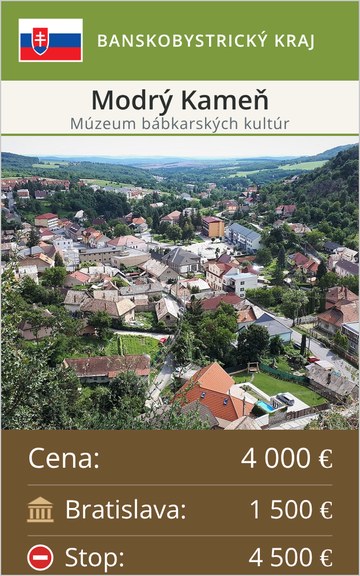 BANSKOBYSTRICKÝ KRAJ
Modrý Kameň
Múzeum bábkarských kultúr
Cena: 4 000 €
Bratislava: 1 500 €
Stop: 4 500 €